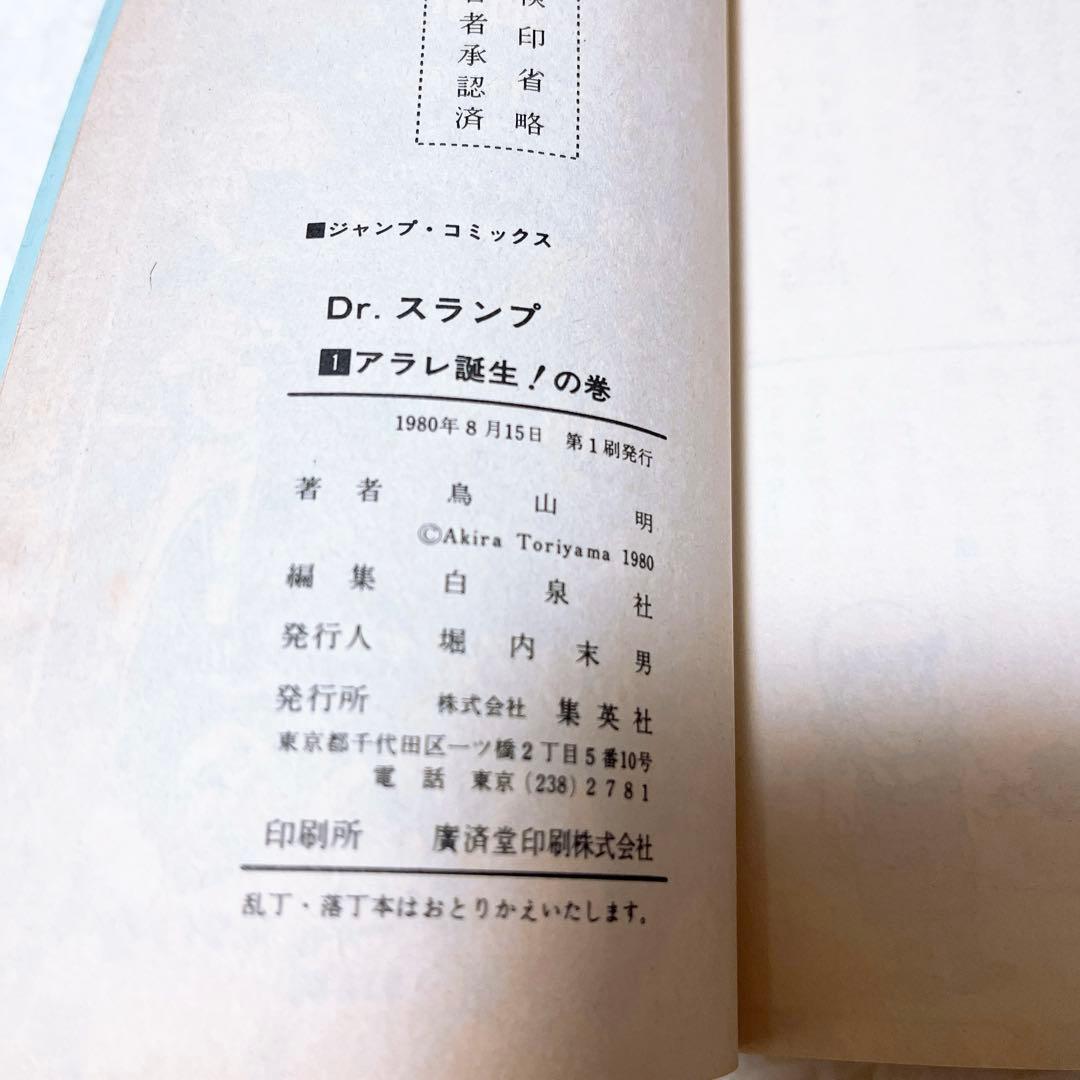 検印省略
者承認済
■ジャンプ・コミックス
Dr.スランプ
1アラレ誕生!の巻
1980年8月15日 第1刷発行
著者 鳥山明
©Akira Toriyama 1980
編集 白泉社
発行人 堀内末男
発行所 株式会社 集英社
東京都千代田区一ツ橋2丁目5番10号
電話 東京(238)2781
印刷所 廣済堂印刷株式会社
乱丁・落丁本はおとりかえいたします。